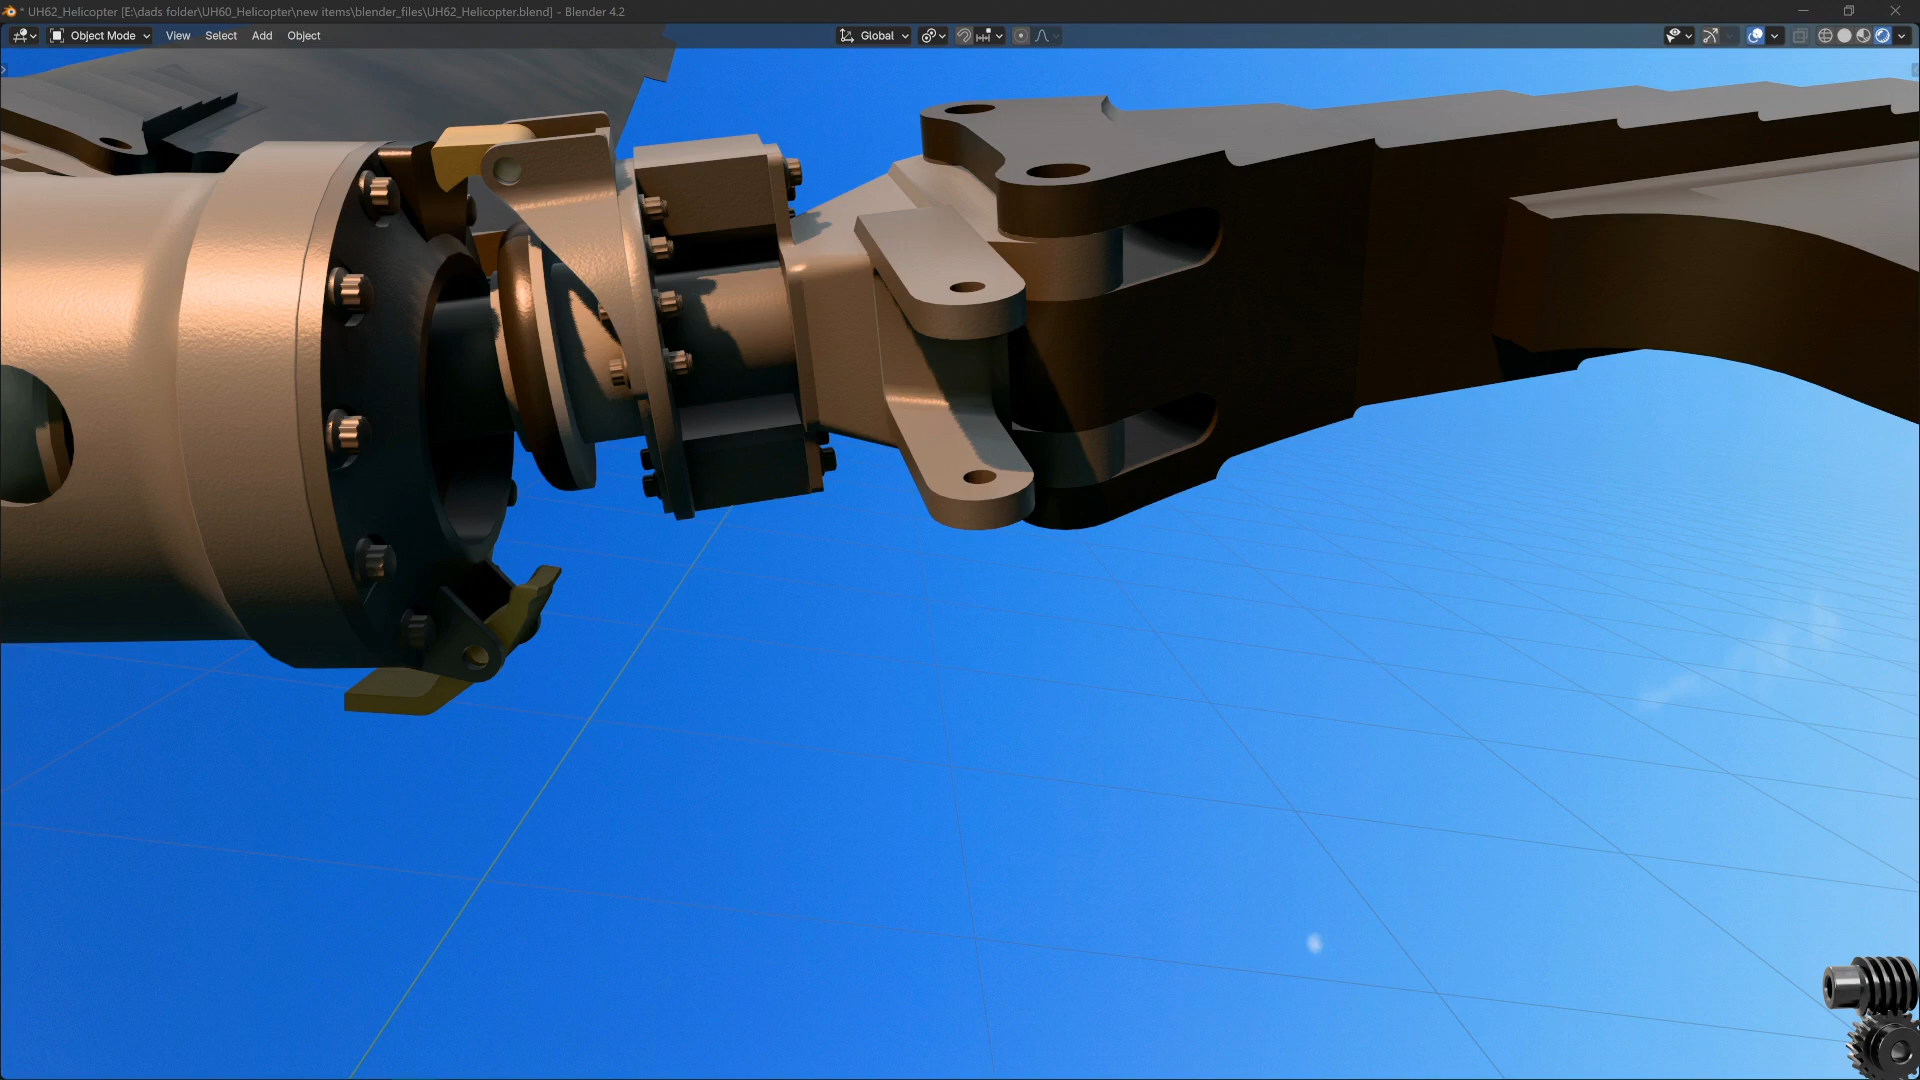 * UH62_Helicopter [E:\dads folder\UH60_Helicopter\new items\blender_files\UH62_Helicopter.blend] - Blender 4.2
Object Mode View Select Add Object Global